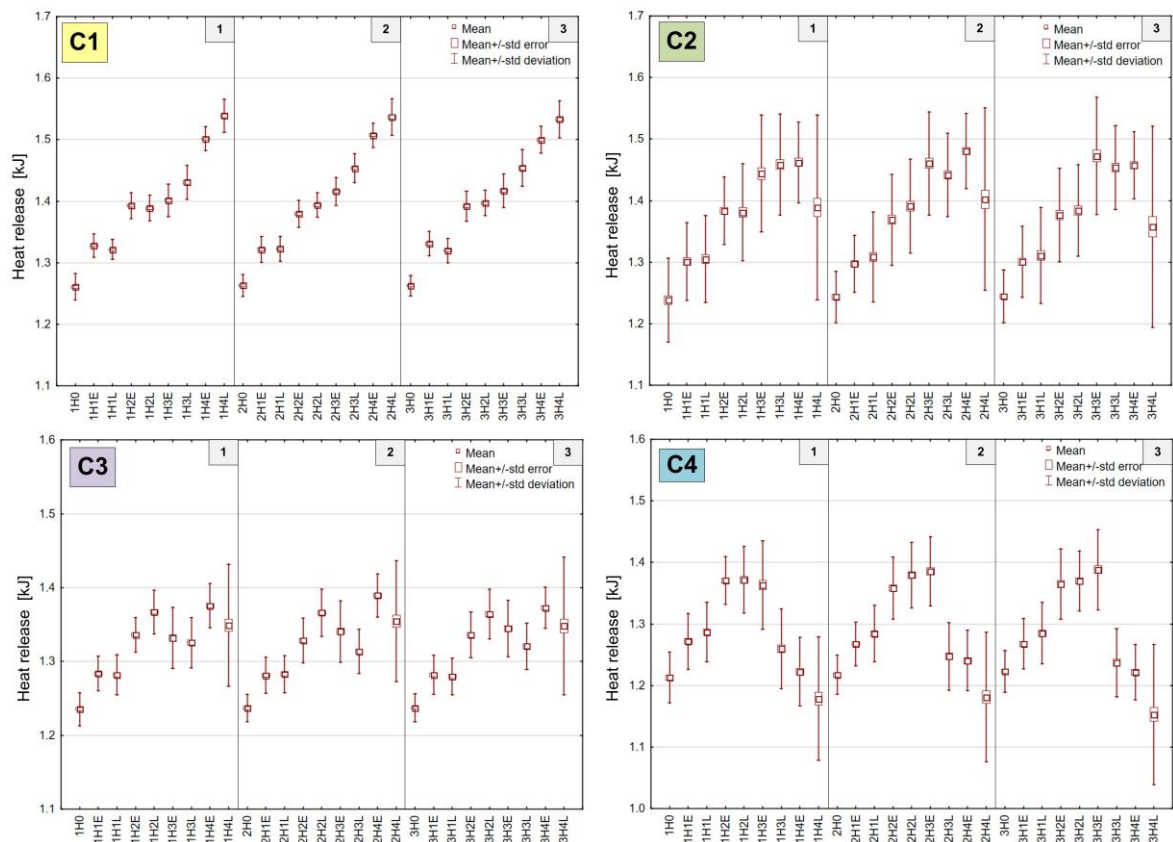 C1
1
2
3
Mean
Mean+/-std error
Mean+/-std deviation
Heat release [kJ]
1.7
1.6
1.5
1.4
1.3
1.2
1.1
1H0 1H1E 1H1L 1H2E 1H2L 1H3E 1H3L 1H4E 1H4L 2H0 2H1E 2H1L 2H2E 2H2L 2H3E 2H3L 2H4E 2H4L 3H0 3H1E 3H1L 3H2E 3H2L 3H3E 3H3L 3H4E 3H4L
C2
1
2
3
Mean
Mean+/-std error
Mean+/-std deviation
Heat release [kJ]
1.7
1.6
1.5
1.4
1.3
1.2
1.1
1H0 1H1E 1H1L 1H2E 1H2L 1H3E 1H3L 1H4E 1H4L 2H0 2H1E 2H1L 2H2E 2H2L 2H3E 2H3L 2H4E 2H4L 3H0 3H1E 3H1L 3H2E 3H2L 3H3E 3H3L 3H4E 3H4L
C3
1
2
3
Mean
Mean+/-std error
Mean+/-std deviation
Heat release [kJ]
1.6
1.5
1.4
1.3
1.2
1.1
1H0 1H1E 1H1L 1H2E 1H2L 1H3E 1H3L 1H4E 1H4L 2H0 2H1E 2H1L 2H2E 2H2L 2H3E 2H3L 2H4E 2H4L 3H0 3H1E 3H1L 3H2E 3H2L 3H3E 3H3L 3H4E 3H4L
C4
1
2
3
Mean
Mean+/-std error
Mean+/-std deviation
Heat release [kJ]
1.6
1.5
1.4
1.3
1.2
1.1
1.0
1H0 1H1E 1H1L 1H2E 1H2L 1H3E 1H3L 1H4E 1H4L 2H0 2H1E 2H1L 2H2E 2H2L 2H3E 2H3L 2H4E 2H4L 3H0 3H1E 3H1L 3H2E 3H2L 3H3E 3H3L 3H4E 3H4L